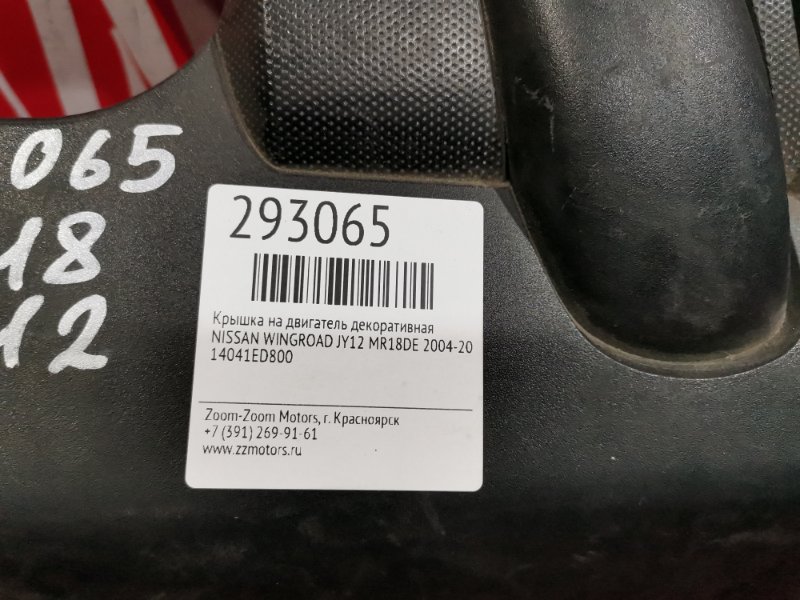 065
18
12
293065
Крышка на двигатель декоративная
NISSAN WINGROAD JY12 MR18DE 2004-20
14041ED800
Zoom-Zoom Motors, г. Красноярск
+7 (391) 269-91-61
www.zzmotors.ru